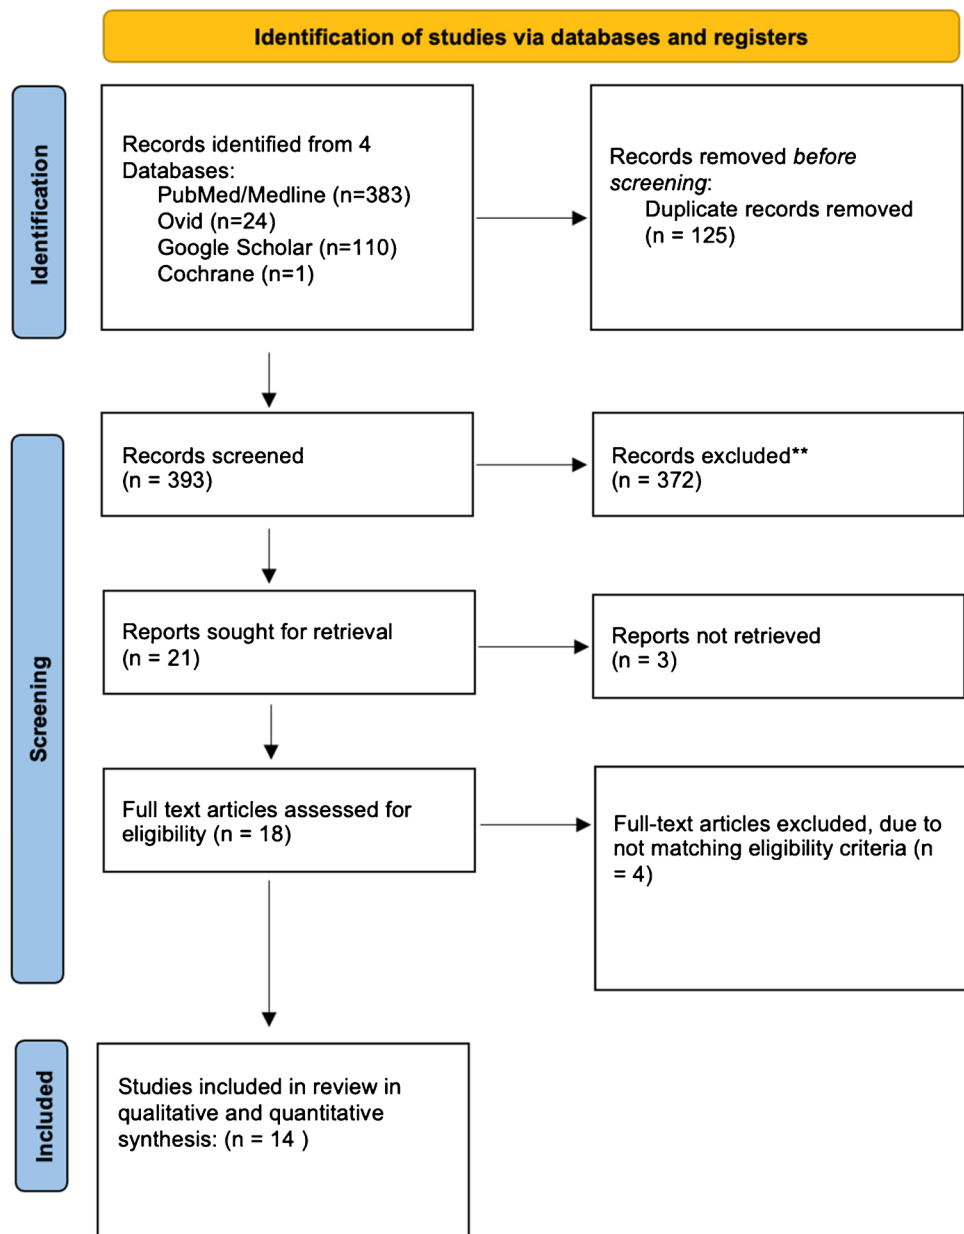 Identification of studies via databases and registers
Identification
Records identified from 4
Databases:
PubMed/Medline (n=383)
Ovid (n=24)
Google Scholar (n=110)
Cochrane (n=1)
Records removed before
screening:
Duplicate records removed
(n = 125)
Screening
Records screened
(n = 393)
Records excluded**
(n = 372)
Reports sought for retrieval
(n = 21)
Reports not retrieved
(n = 3)
Full text articles assessed for
eligibility (n = 18)
Full-text articles excluded, due to
not matching eligibility criteria (n
= 4)
Included
Studies included in review in
qualitative and quantitative
synthesis: (n = 14 )